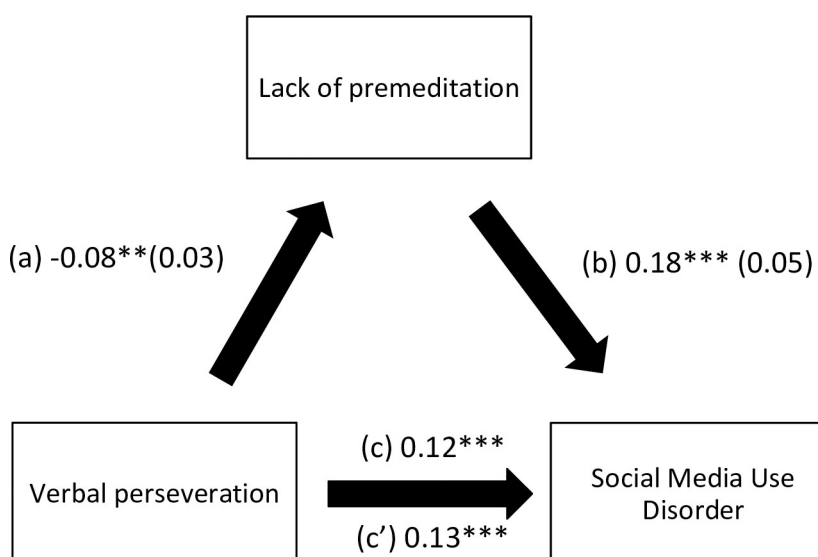 Lack of premeditation
(a) -0.08**(0.03)
(b) 0.18*** (0.05)
Verbal perseveration
(c) 0.12***
(c’) 0.13***
Social Media Use
Disorder